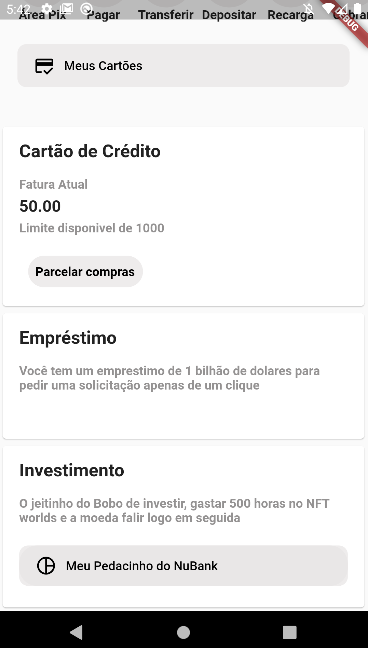 5:42
Área Pix Pagar Transferir Depositar Recarga Cobrar
DEBUG
Meus Cartões
Cartão de Crédito
Fatura Atual
50.00
Limite disponivel de 1000
Parcelar compras
Empréstimo
Você tem um emprestimo de 1 bilhão de dolares para
pedir uma solicitação apenas de um clique
Investimento
O jeitinho do Bobo de investir, gastar 500 horas no NFT
worlds e a moeda falir logo em seguida
Meu Pedacinho do NuBank